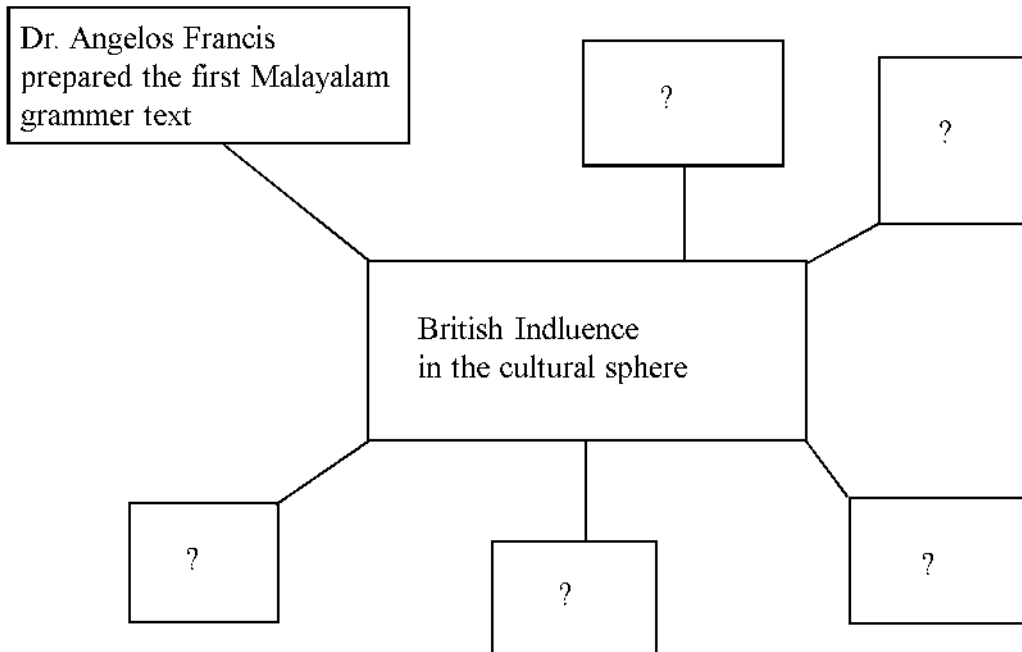 Dr. Angelos Francis
prepared the first Malayalam
grammer text
?
?
British Indluence
in the cultural sphere
?
?
?